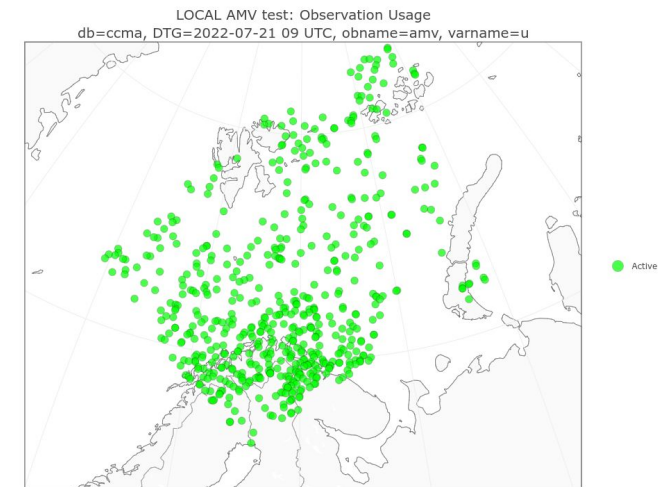 LOCAL AMV test: Observation Usage
db=ccma, DTG=2022-07-21 09 UTC, obname=amv, varname=u
Active